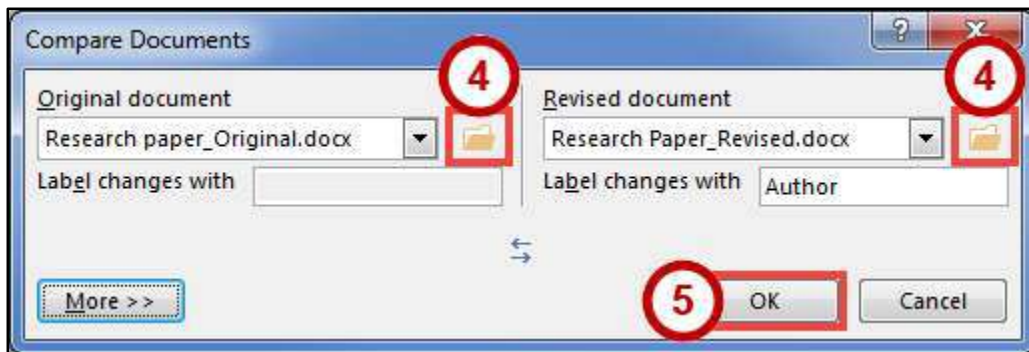 Compare Documents
4 4
Original document Revised document
Research paper_Original.docx Research Paper_Revised.docx
Label changes with Label changes with Author
More >> 5 OK Cancel